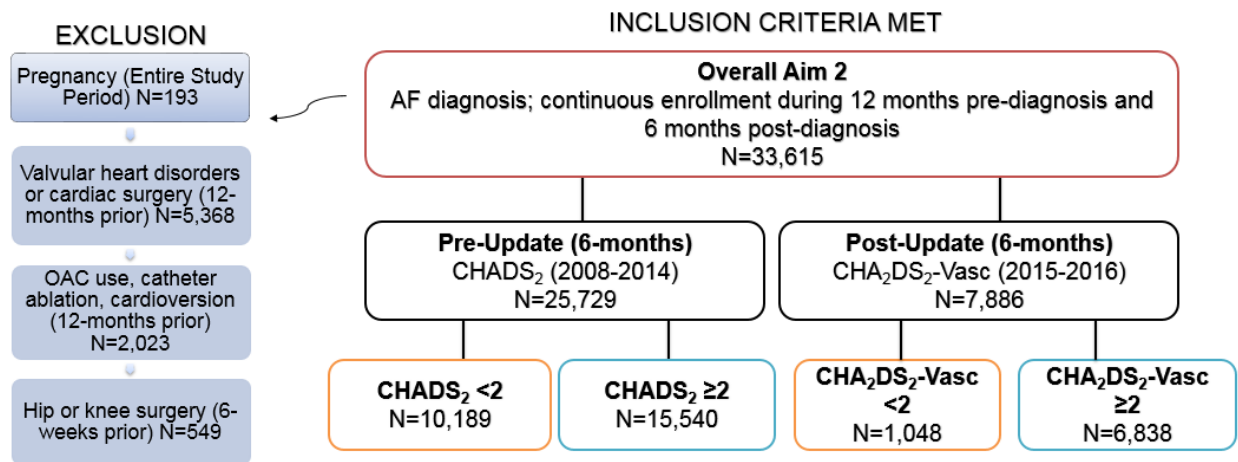 EXCLUSION
Pregnancy (Entire Study
Period) N=193
Valvular heart disorders
or cardiac surgery (12-
months prior) N=5,368
OAC use, catheter
ablation, cardioversion
(12-months prior)
N=2,023
Hip or knee surgery (6-
weeks prior) N=549
INCLUSION CRITERIA MET
Overall Aim 2
AF diagnosis; continuous enrollment during 12 months pre-diagnosis and
6 months post-diagnosis
N=33,615
Pre-Update (6-months)
CHADS₂ (2008-2014)
N=25,729
Post-Update (6-months)
CHA₂DS₂-Vasc (2015-2016)
N=7,886
CHADS₂ <2
N=10,189
CHADS₂ ≥2
N=15,540
CHA₂DS₂-Vasc
<2
N=1,048
CHA₂DS₂-Vasc
≥2
N=6,838